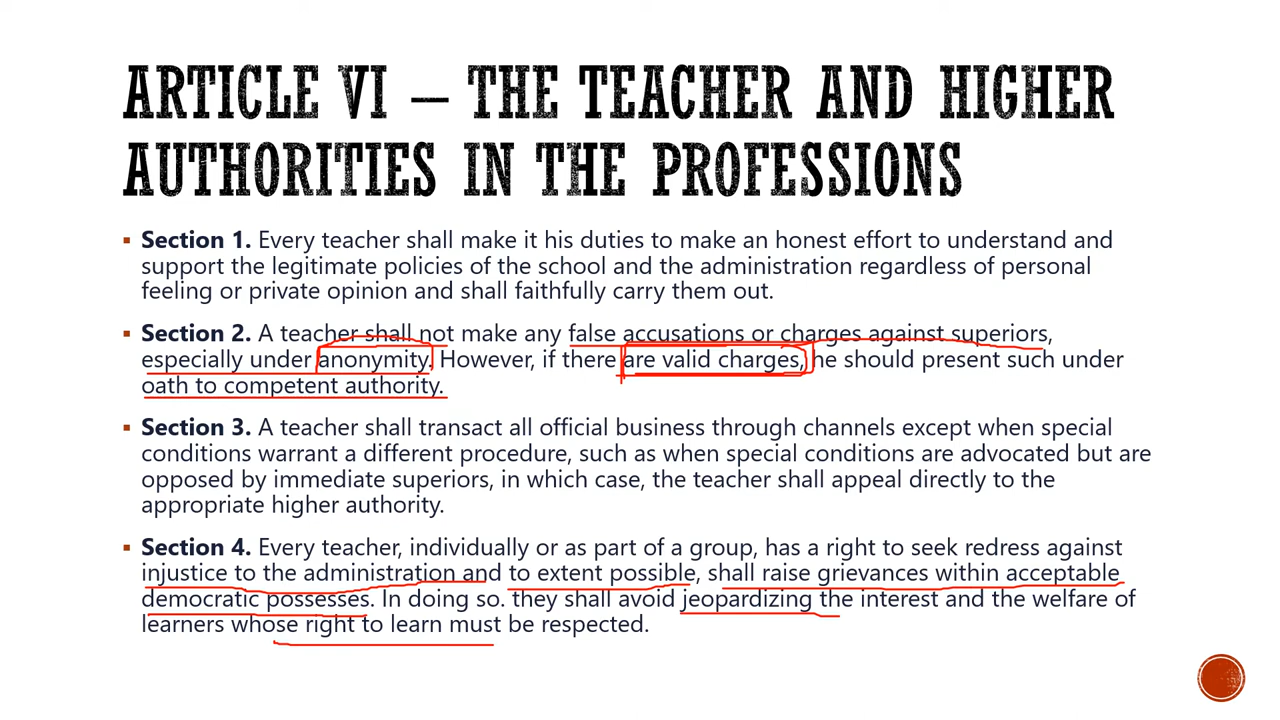 ARTICLE VI – THE TEACHER AND HIGHER
AUTHORITIES IN THE PROFESSIONS
▪ Section 1. Every teacher shall make it his duties to make an honest effort to understand and
support the legitimate policies of the school and the administration regardless of personal
feeling or private opinion and shall faithfully carry them out.
▪ Section 2. A teacher shall not make any false accusations or charges against superiors,
especially under anonymity. However, if there are valid charges, he should present such under
oath to competent authority.
▪ Section 3. A teacher shall transact all official business through channels except when special
conditions warrant a different procedure, such as when special conditions are advocated but are
opposed by immediate superiors, in which case, the teacher shall appeal directly to the
appropriate higher authority.
▪ Section 4. Every teacher, individually or as part of a group, has a right to seek redress against
injustice to the administration and to extent possible, shall raise grievances within acceptable
democratic possesses. In doing so. they shall avoid jeopardizing the interest and the welfare of
learners whose right to learn must be respected.